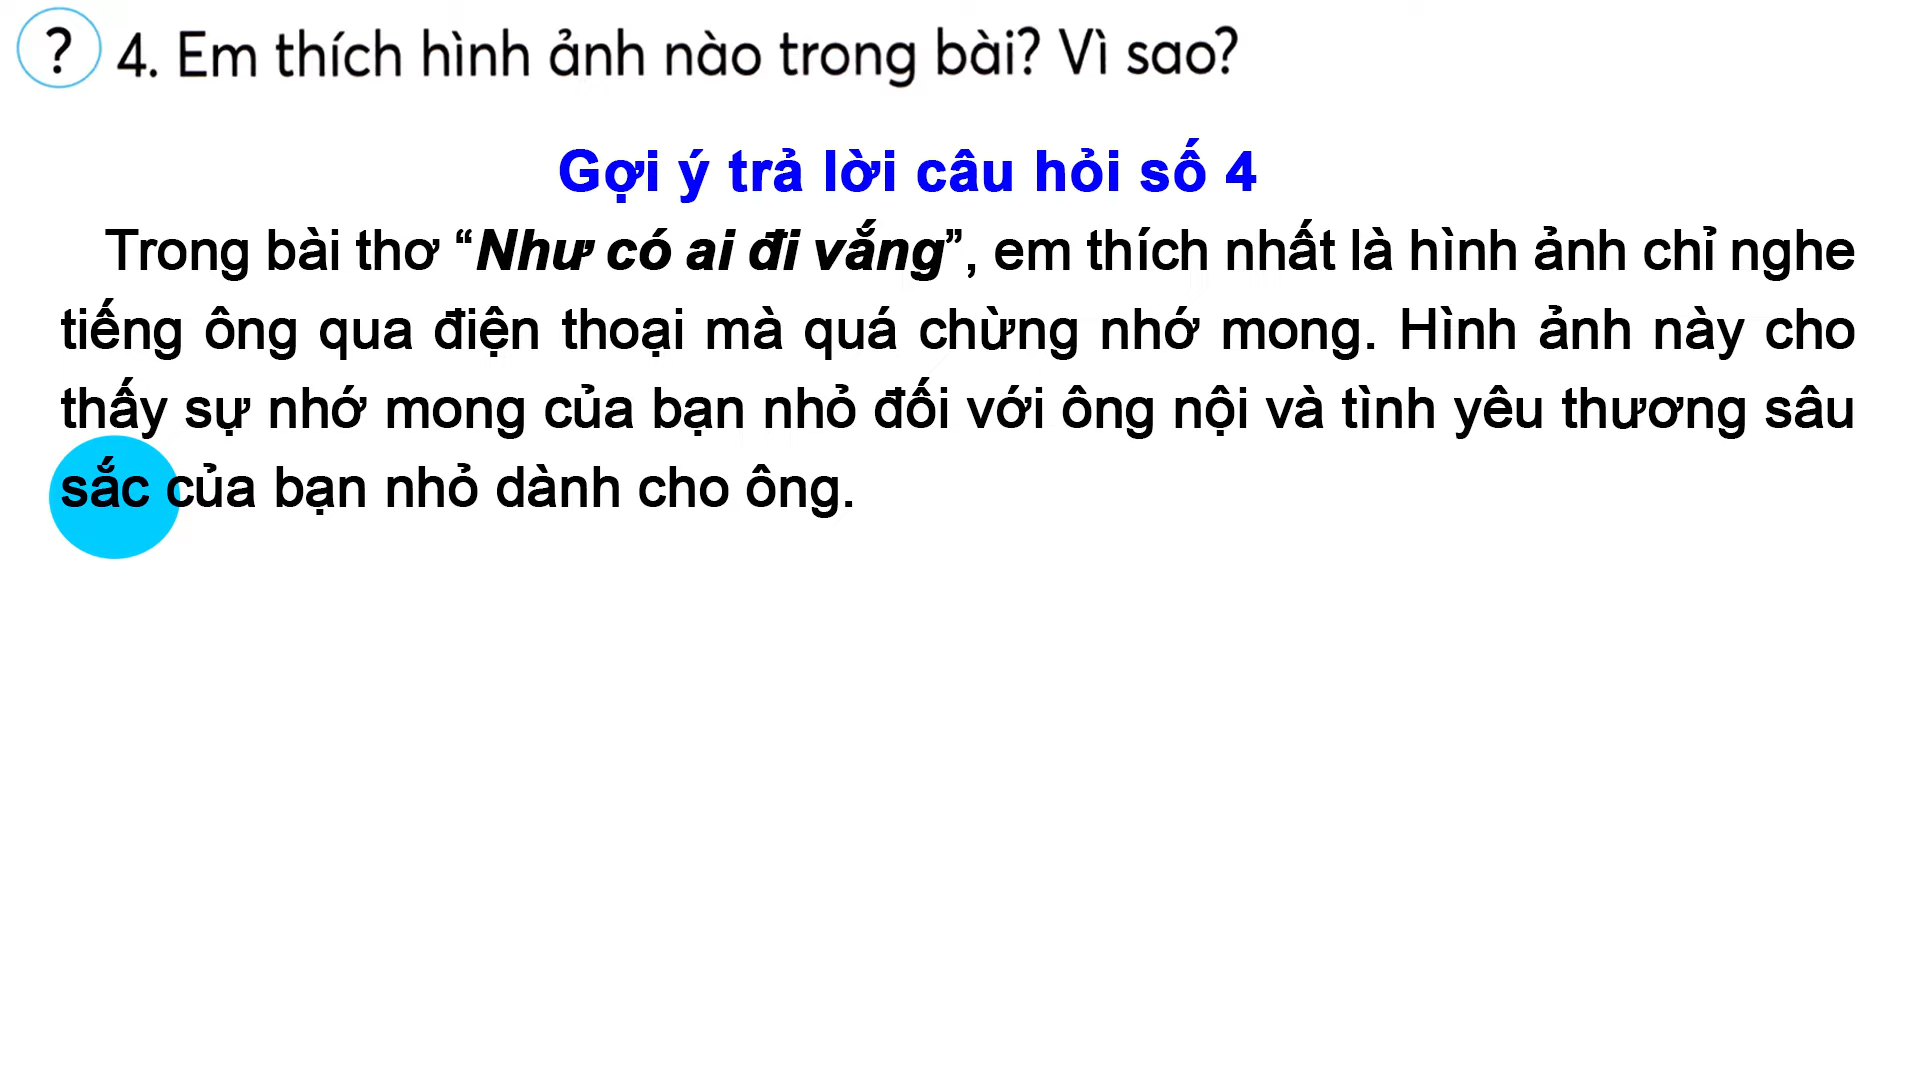 ? 4. Em thích hình ảnh nào trong bài? Vì sao?
Gợi ý trả lời câu hỏi số 4
Trong bài thơ “Như có ai đi vắng”, em thích nhất là hình ảnh chỉ nghe
tiếng ông qua điện thoại mà quá chừng nhớ mong. Hình ảnh này cho
thấy sự nhớ mong của bạn nhỏ đối với ông nội và tình yêu thương sâu
sắc của bạn nhỏ dành cho ông.